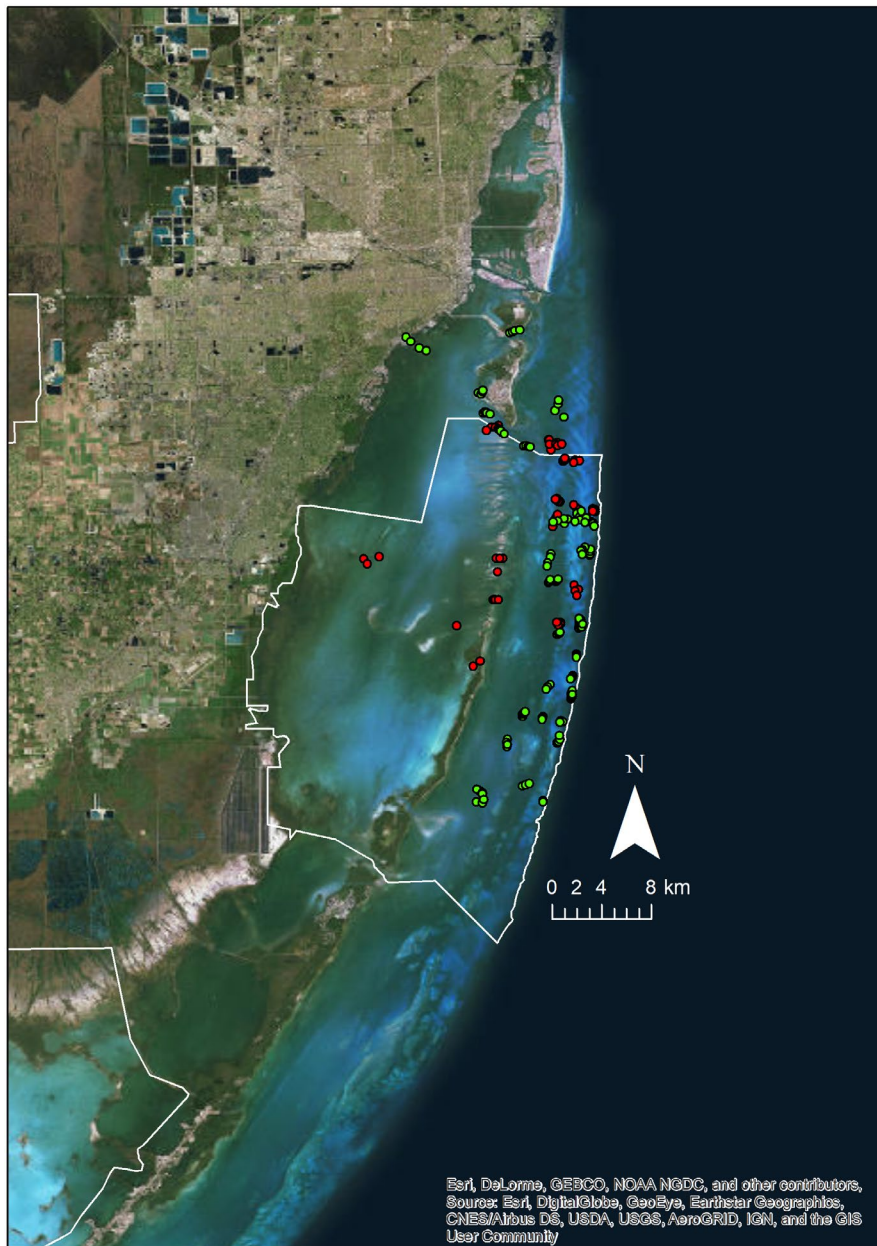 N
0 2 4 8 km
Esri, DeLorme, GEBCO, NOAA NGDC, and other contributors,
Source: Esri, DigitalGlobe, GeoEye, Earthstar Geographics,
CNES/Airbus DS, USDA, USGS, AeroGRID, IGN, and the GIS
User Community